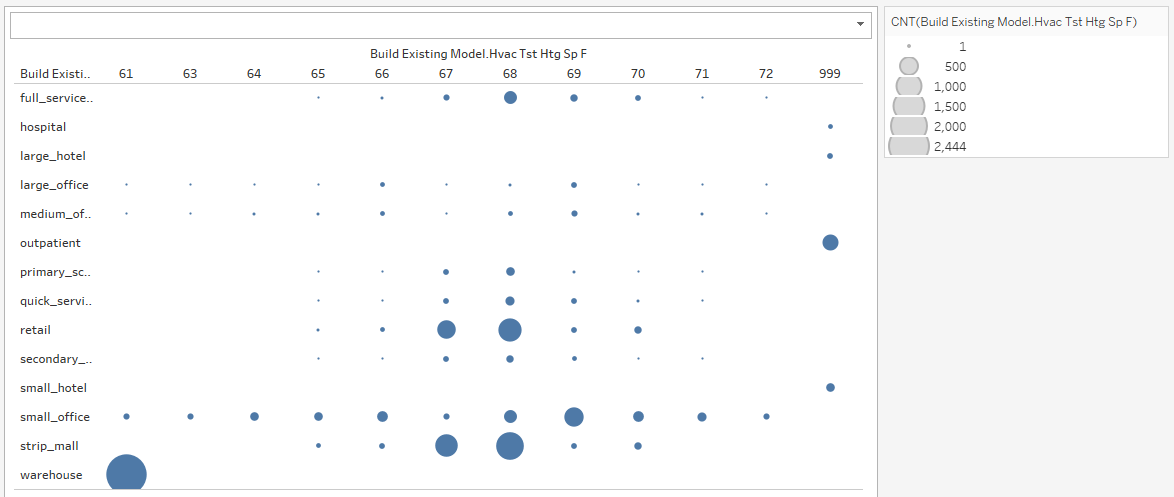 Build Existing Model.Hvac Tst Htg Sp F
Build Existi.. 61 63 64 65 66 67 68 69 70 71 72 999
full_service..
hospital
large_hotel
large_office
medium_of..
outpatient
primary_sc..
quick_servi..
retail
secondary_..
small_hotel
small_office
strip_mall
warehouse
CNT(Build Existing Model.Hvac Tst Htg Sp F)
1
500
1,000
1,500
2,000
2,444